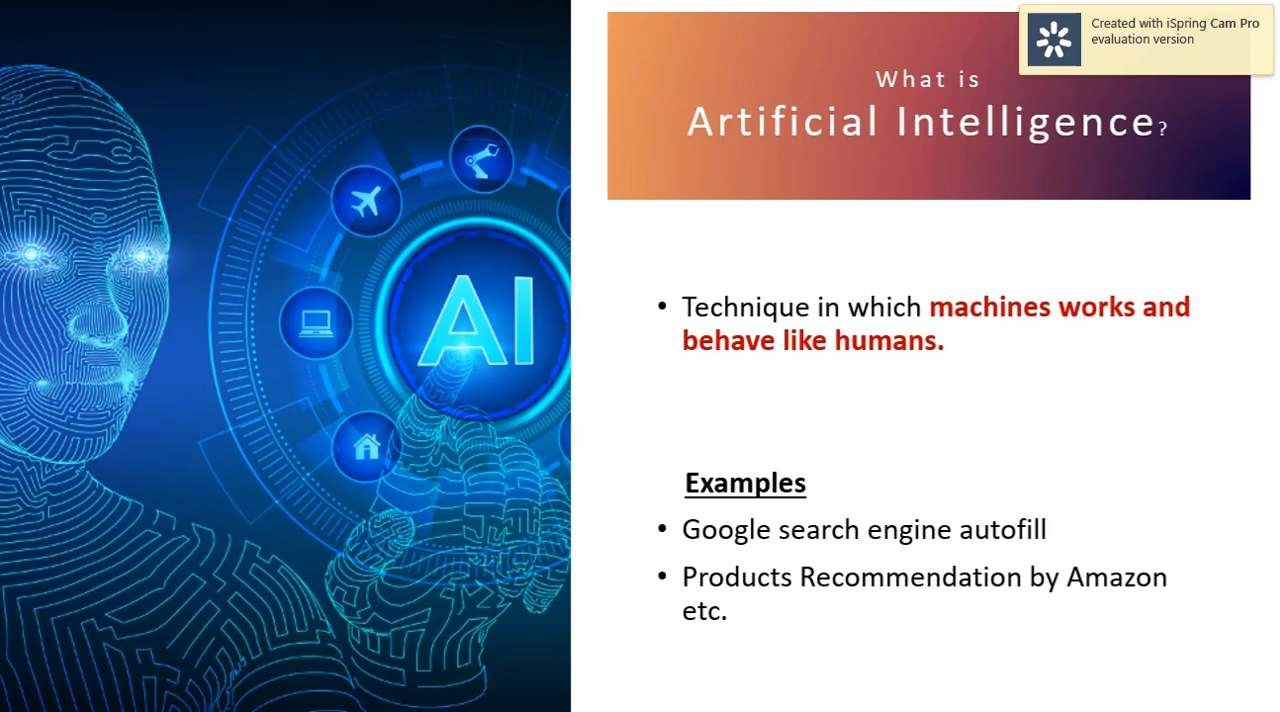 Created with iSpring Cam Pro
evaluation version
What is
Artificial Intelligence?
AI
• Technique in which machines works and
behave like humans.
Examples
• Google search engine autofill
• Products Recommendation by Amazon
etc.